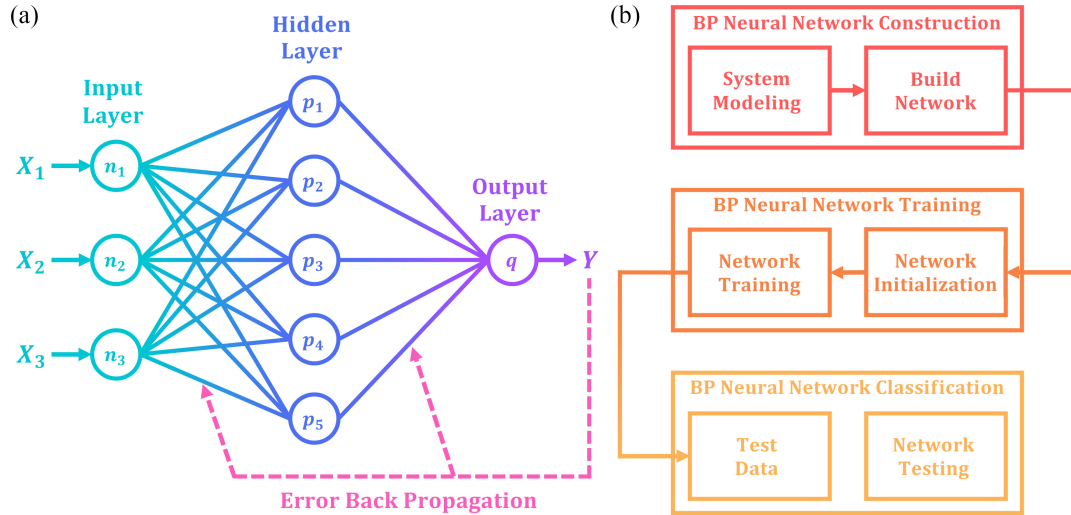 (a)
Hidden
Layer
Input
Layer
X1
X2
X3
n1
n2
n3
p1
p2
p3
p4
p5
Output
Layer
q
Y
Error Back Propagation
(b)
BP Neural Network Construction
System
Modeling
Build
Network
BP Neural Network Training
Network
Training
Network
Initialization
BP Neural Network Classification
Test
Data
Network
Testing